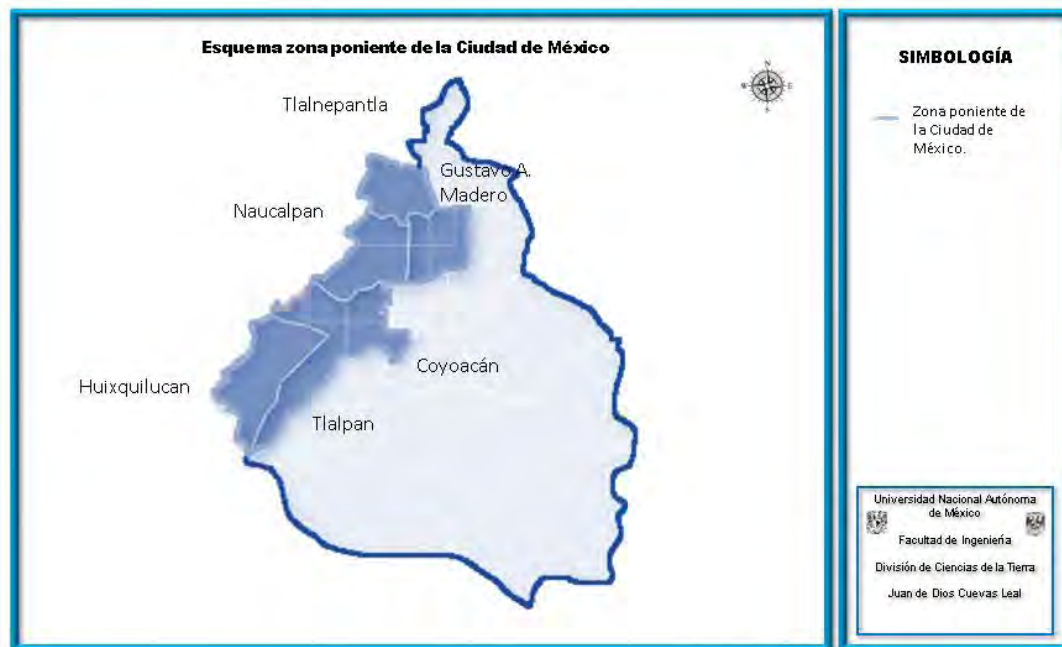 Esquema zona poniente de la Ciudad de México
N
W
E
S
Tlalnepantla
Gustavo A.
Madero
Naucalpan
Coyoacán
Huixquilucan
Tlalpan
SIMBOLOGÍA
Zona poniente de
la Ciudad de
México.
Universidad Nacional Autónoma
de México
Facultad de Ingeniería
División de Ciencias de la Tierra
Juan de Dios Cuevas Leal